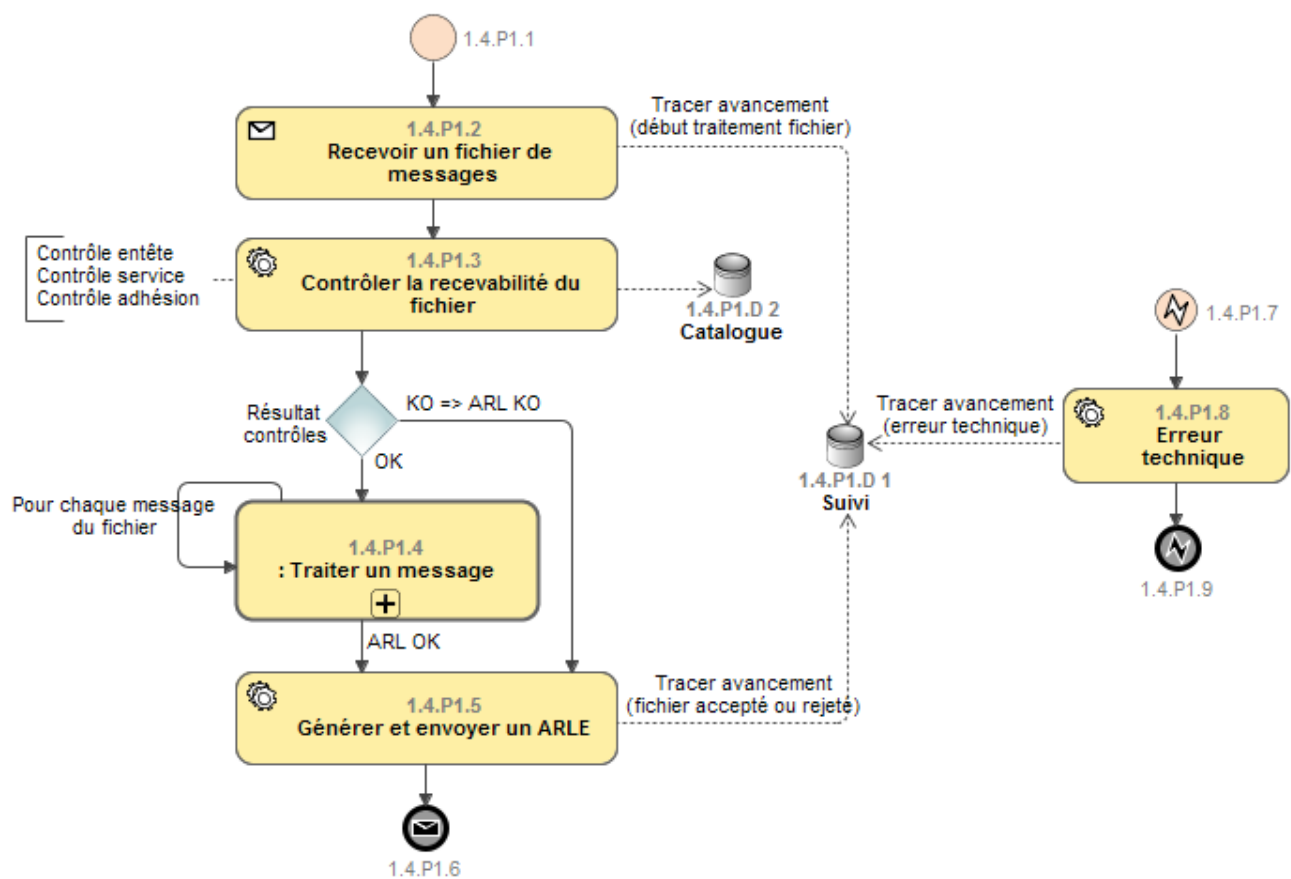 1.4.P1.1
Tracer avancement
(début traitement fichier)
1.4.P1.2
Recevoir un fichier de
messages
Contrôle entête
Contrôle service
Contrôle adhésion
1.4.P1.3
Contrôler la recevabilité du
fichier
1.4.P1.D 2
Catalogue
1.4.P1.7
Résultat
contrôles
KO => ARL KO
OK
Tracer avancement
(erreur technique)
1.4.P1.8
Erreur
technique
1.4.P1.D 1
Suivi
Pour chaque message
du fichier
1.4.P1.4
: Traiter un message
1.4.P1.9
ARL OK
Tracer avancement
(fichier accepté ou rejeté)
1.4.P1.5
Générer et envoyer un ARLE
1.4.P1.6